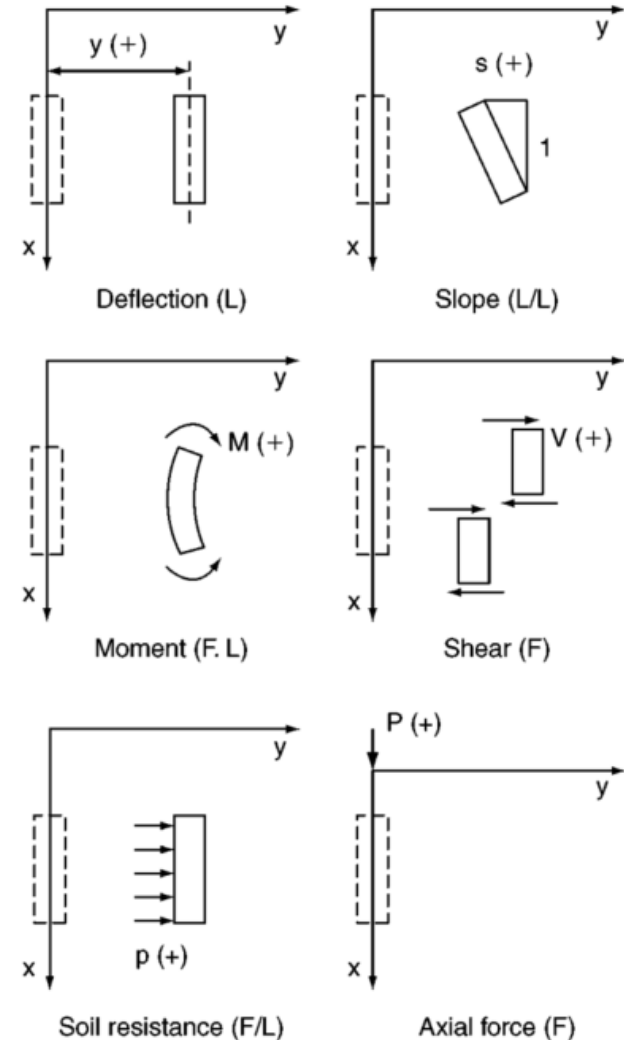 y
y (+)
x
Deflection (L)
y
s (+)
1
x
Slope (L/L)
y
M (+)
x
Moment (F. L)
y
V (+)
x
Shear (F)
y
p (+)
x
Soil resistance (F/L)
P (+)
y
x
Axial force (F)